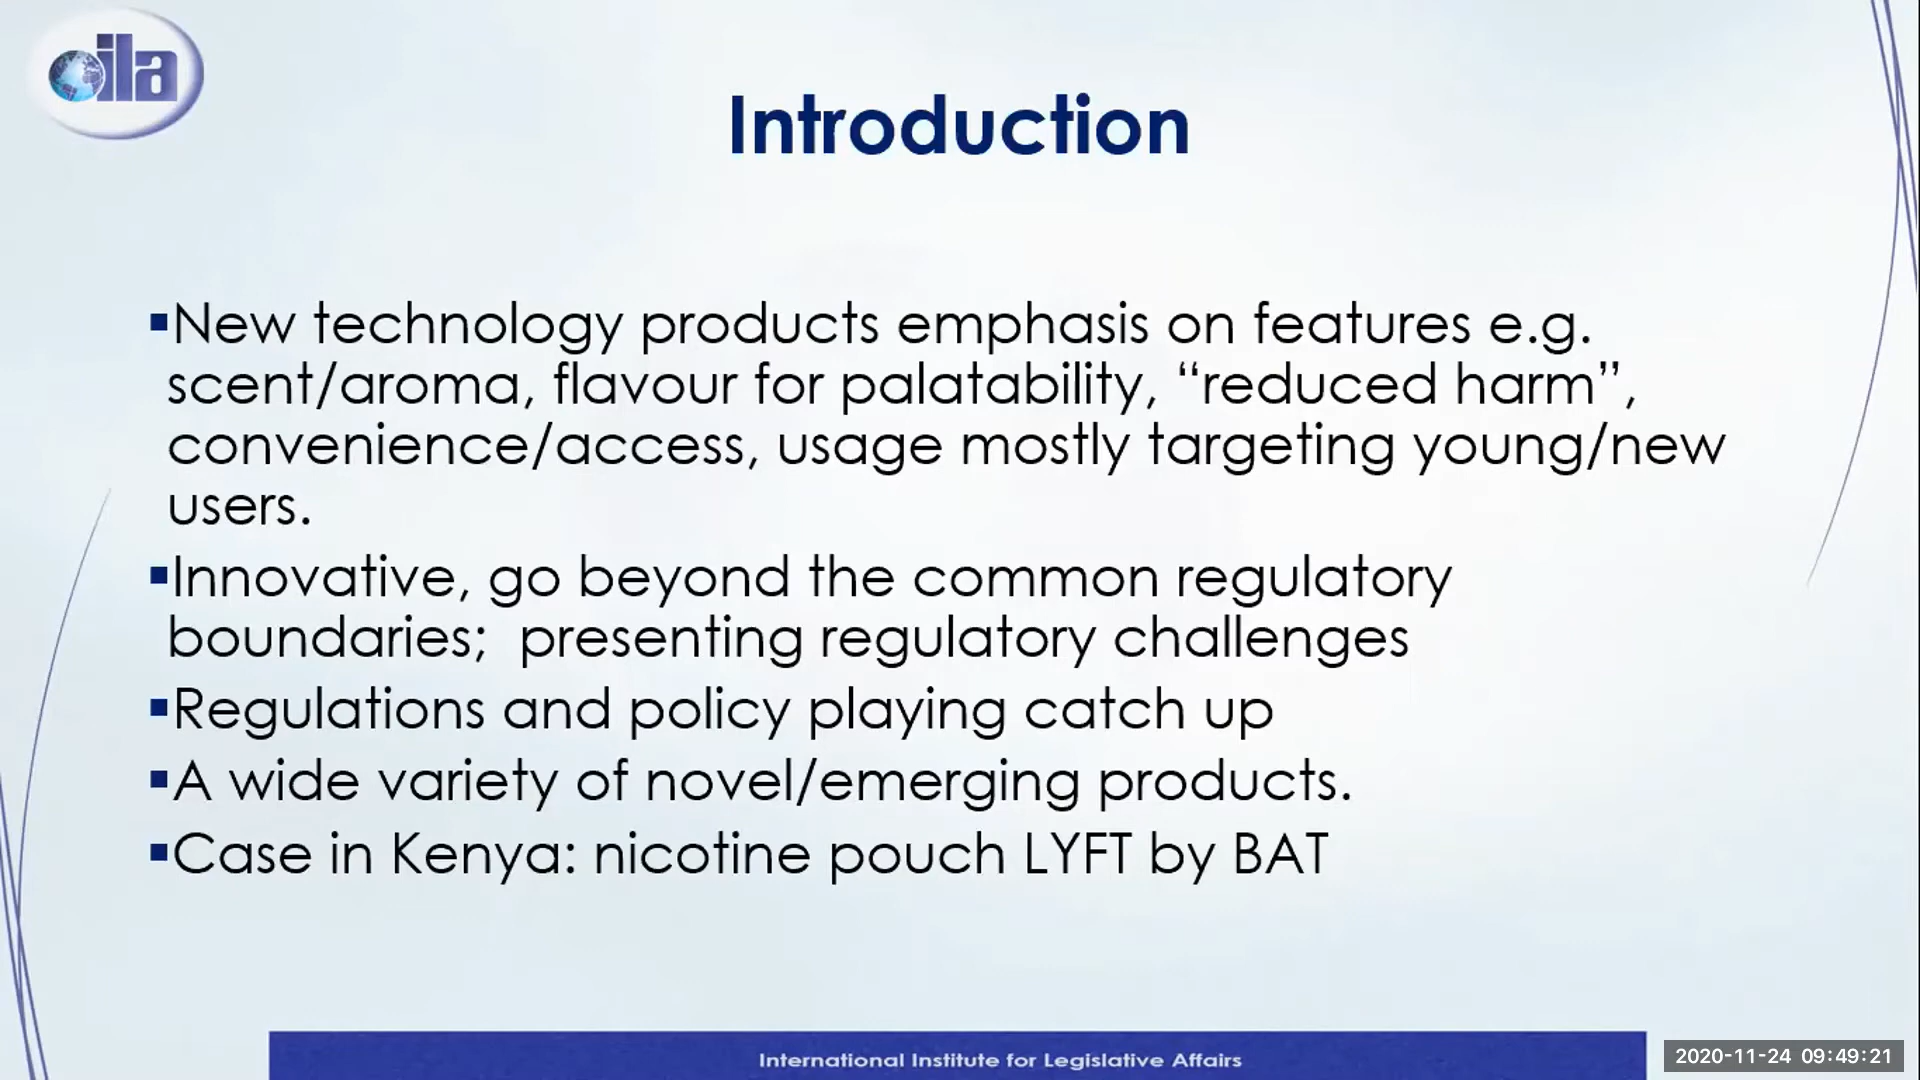 ila
Introduction
▪New technology products emphasis on features e.g.
scent/aroma, flavour for palatability, “reduced harm”,
convenience/access, usage mostly targeting young/new
users.
▪Innovative, go beyond the common regulatory
boundaries;  presenting regulatory challenges
▪Regulations and policy playing catch up
▪A wide variety of novel/emerging products.
▪Case in Kenya: nicotine pouch LYFT by BAT
International Institute for Legislative Affairs
2020-11-24 09:49:21